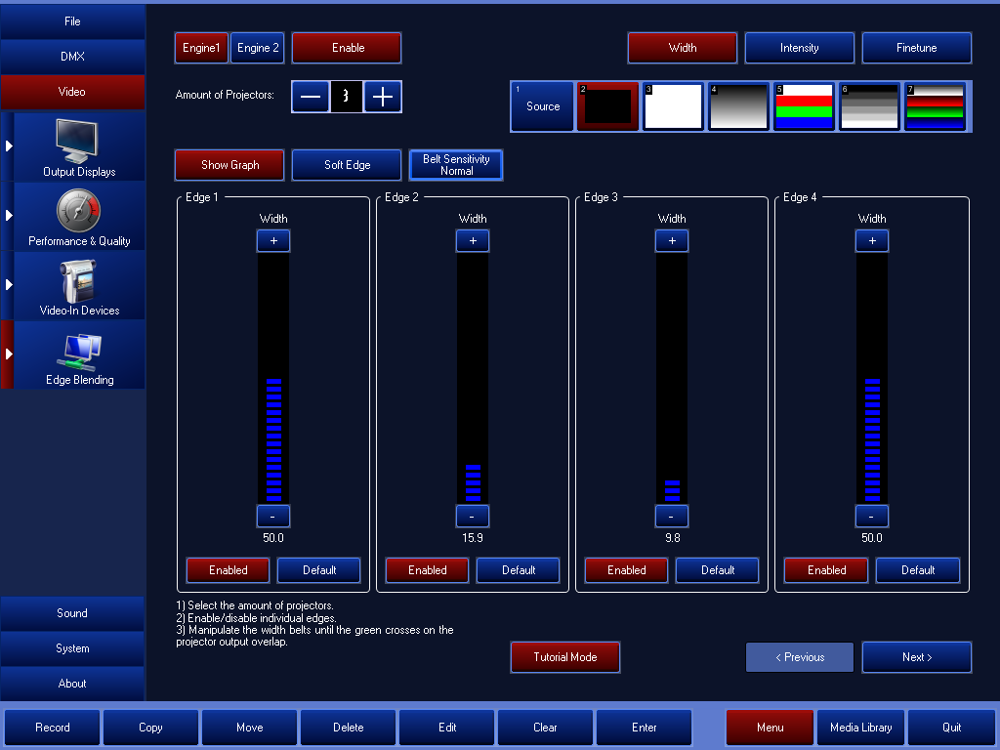 File
DMX
Video
Output Displays
Performance & Quality
Video-In Devices
Edge Blending
Sound
System
About
Engine1 Engine 2 Enable Width Intensity Finetune
Amount of Projectors: 3
1 Source 2 3 4 5 6 7
Show Graph Soft Edge Belt Sensitivity
Normal
Edge 1 Edge 2 Edge 3 Edge 4
Width Width Width Width
+ + + +
- - - -
50.0 15.9 9.8 50.0
Enabled Default Enabled Default Enabled Default Enabled Default
1) Select the amount of projectors.
2) Enable/disable individual edges.
3) Manipulate the width belts until the green crosses on the
projector output overlap.
Tutorial Mode < Previous Next >
Record Copy Move Delete Edit Clear Enter Menu Media Library Quit